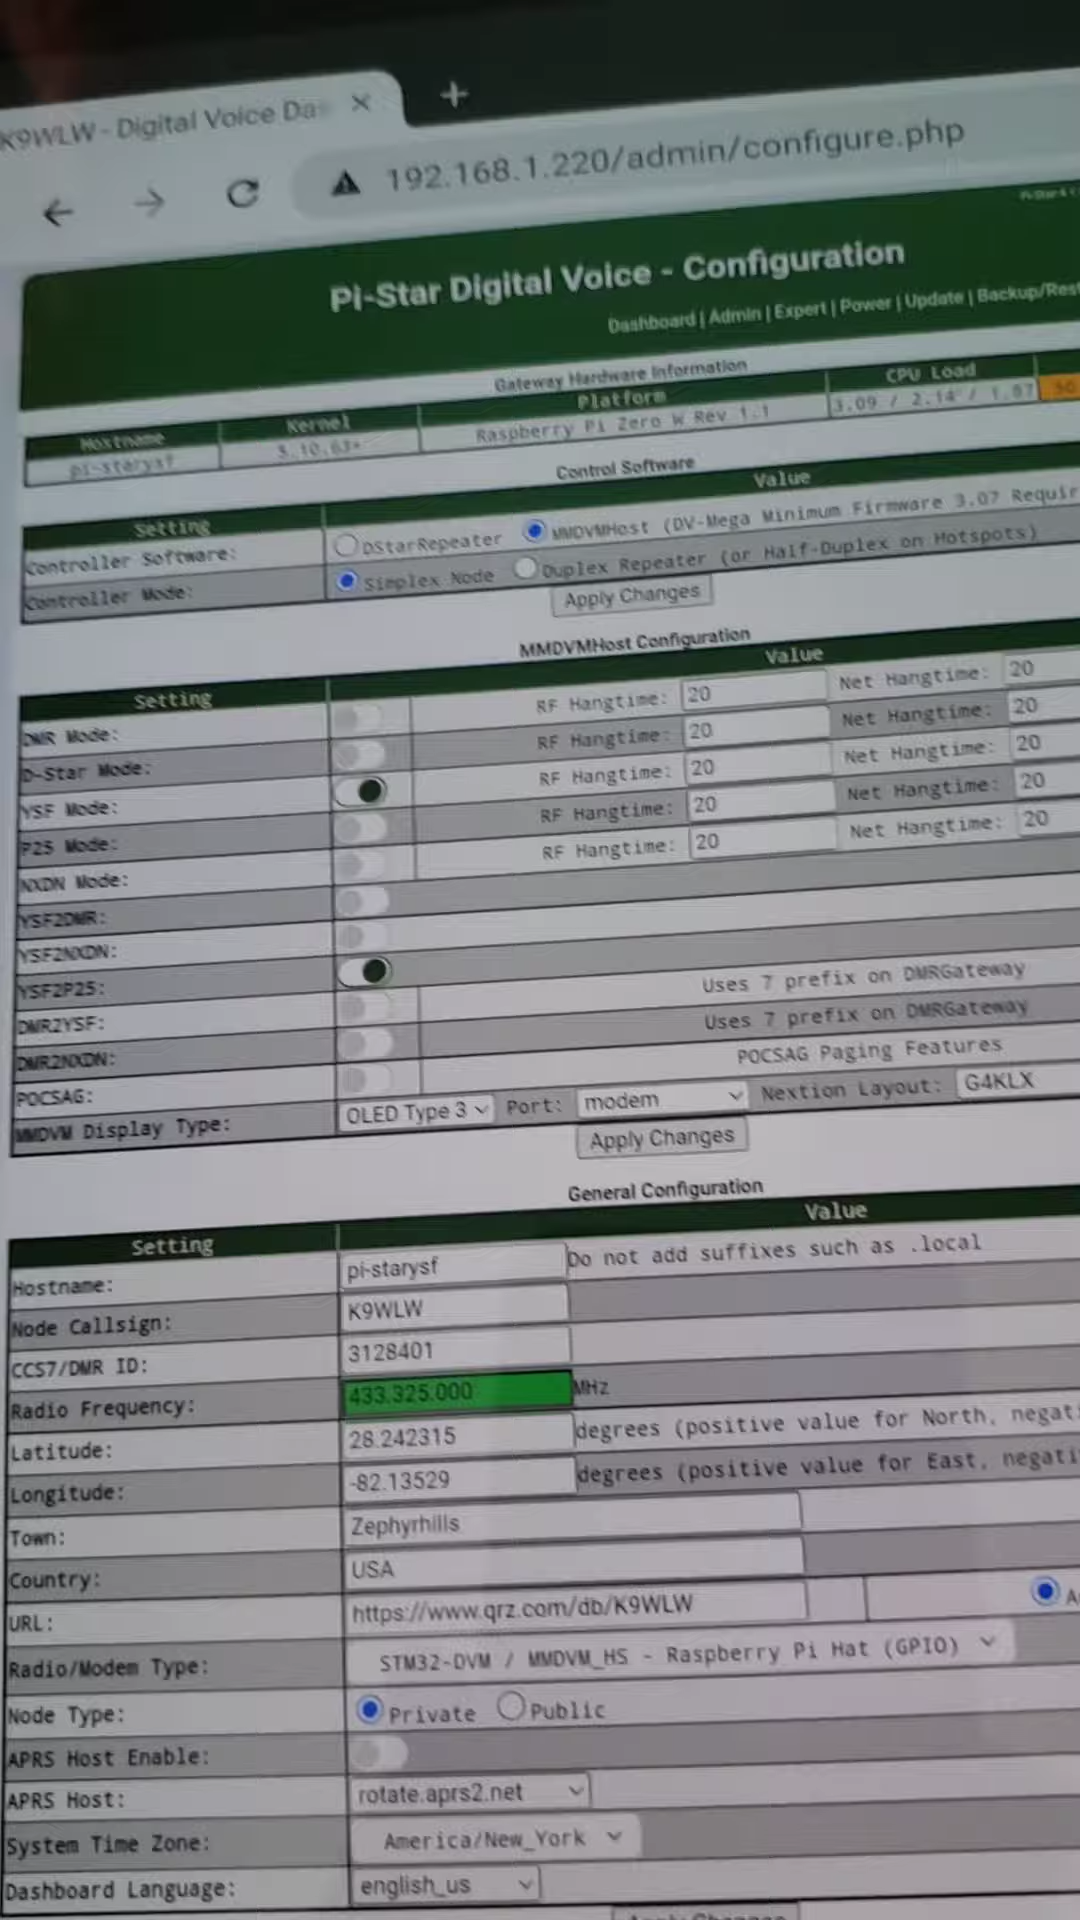 K9WLW - Digital Voice Da
192.168.1.220/admin/configure.php
Pi-Star Digital Voice - Configuration
Dashboard | Admin | Expert | Power | Update | Backup/Rest
Gateway Hardware Information
Hostname Kernel Platform CPU Load
pi-starysf 5.10.63+ Raspberry Pi Zero W Rev 1.1 3.09 / 2.14 / 1.07
Control Software
Setting Value
Controller Software: DStarRepeater MMDVMHost (DV-Mega Minimum Firmware 3.07 Requir
Controller Mode: Simplex Node Duplex Repeater (or Half-Duplex on Hotspots)
Apply Changes
MMDVMHost Configuration
Setting Value
DMR Mode: RF Hangtime: 20 Net Hangtime: 20
D-Star Mode: RF Hangtime: 20 Net Hangtime: 20
YSF Mode: RF Hangtime: 20 Net Hangtime: 20
P25 Mode: RF Hangtime: 20 Net Hangtime: 20
NXDN Mode: RF Hangtime: 20 Net Hangtime: 20
YSF2DMR:
YSF2NXDN:
YSF2P25:
DMR2YSF: Uses 7 prefix on DMRGateway
DMR2NXDN: Uses 7 prefix on DMRGateway
POCSAG: POCSAG Paging Features
MMDVM Display Type: OLED Type 3 Port: modem Nextion Layout: G4KLX
Apply Changes
General Configuration
Setting Value
Hostname: pi-starysf Do not add suffixes such as .local
Node Callsign: K9WLW
CCS7/DMR ID: 3128401
Radio Frequency: 433.325.000 MHz
Latitude: 28.242315 degrees (positive value for North, negati
Longitude: -82.13529 degrees (positive value for East, negati
Town: Zephyrhills
Country: USA
URL: https://www.qrz.com/db/K9WLW A
Radio/Modem Type: STM32-DVM / MMDVM_HS - Raspberry Pi Hat (GPIO)
Node Type: Private Public
APRS Host Enable:
APRS Host: rotate.aprs2.net
System Time Zone: America/New_York
Dashboard Language: english_us